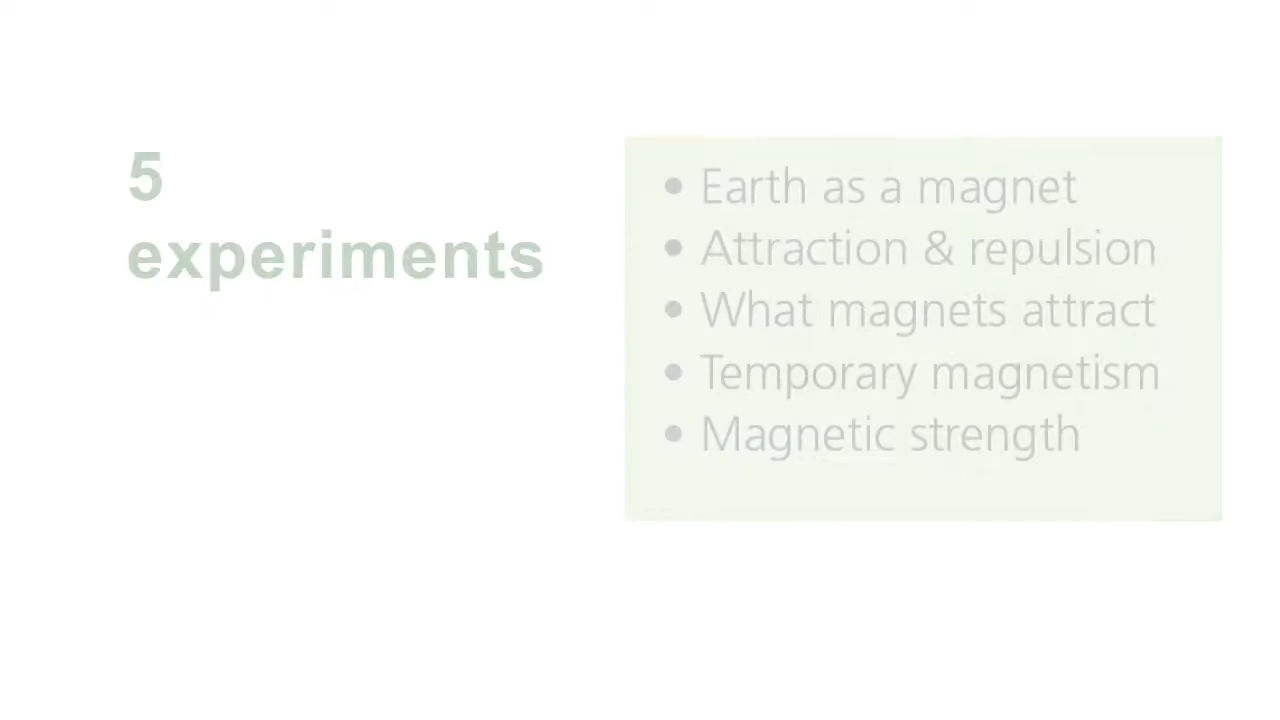 5
experiments
• Earth as a magnet
• Attraction & repulsion
• What magnets attract
• Temporary magnetism
• Magnetic strength